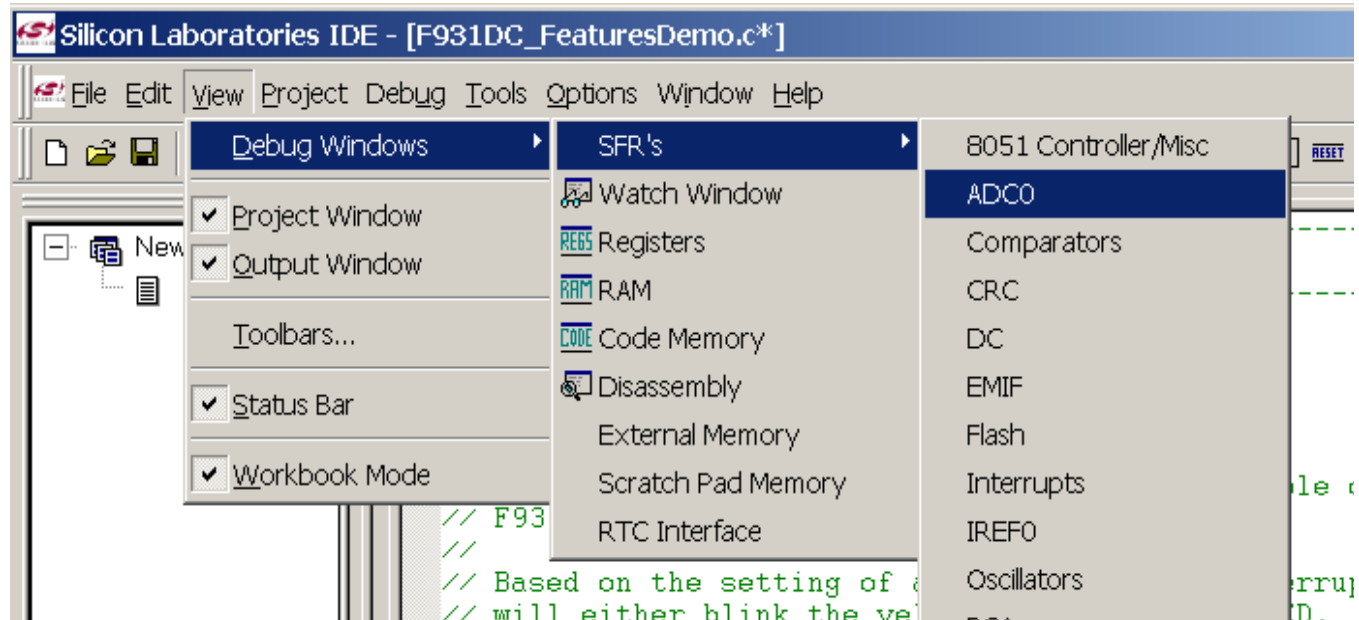 Silicon Laboratories IDE - [F931DC_FeaturesDemo.c*]
File Edit View Project Debug Tools Options Window Help
RESET
Debug Windows
Project Window
Output Window
Toolbars...
Status Bar
Workbook Mode
SFR's
Watch Window
REGS Registers
RAM RAM
CODE Code Memory
Disassembly
External Memory
Scratch Pad Memory
RTC Interface
8051 Controller/Misc
ADC0
Comparators
CRC
DC
EMIF
Flash
Interrupts
IREF0
Oscillators
New
// F93
//
// Based on the setting of
// will either blink the